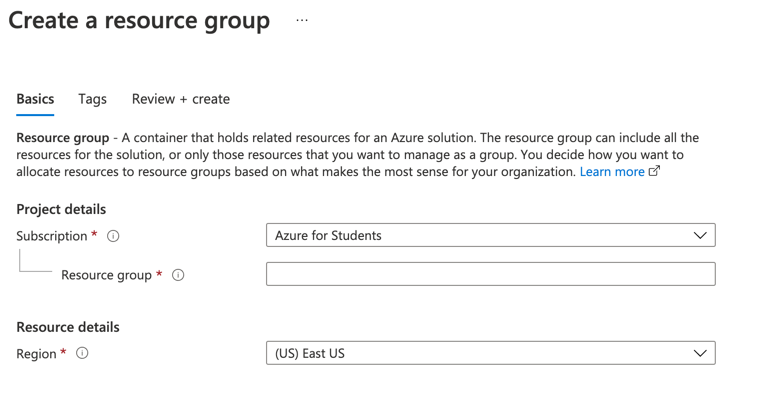 Create a resource group ...
Basics Tags Review + create
Resource group - A container that holds related resources for an Azure solution. The resource group can include all the
resources for the solution, or only those resources that you want to manage as a group. You decide how you want to
allocate resources to resource groups based on what makes the most sense for your organization. Learn more
Project details
Subscription * Azure for Students
Resource group *
Resource details
Region * (US) East US